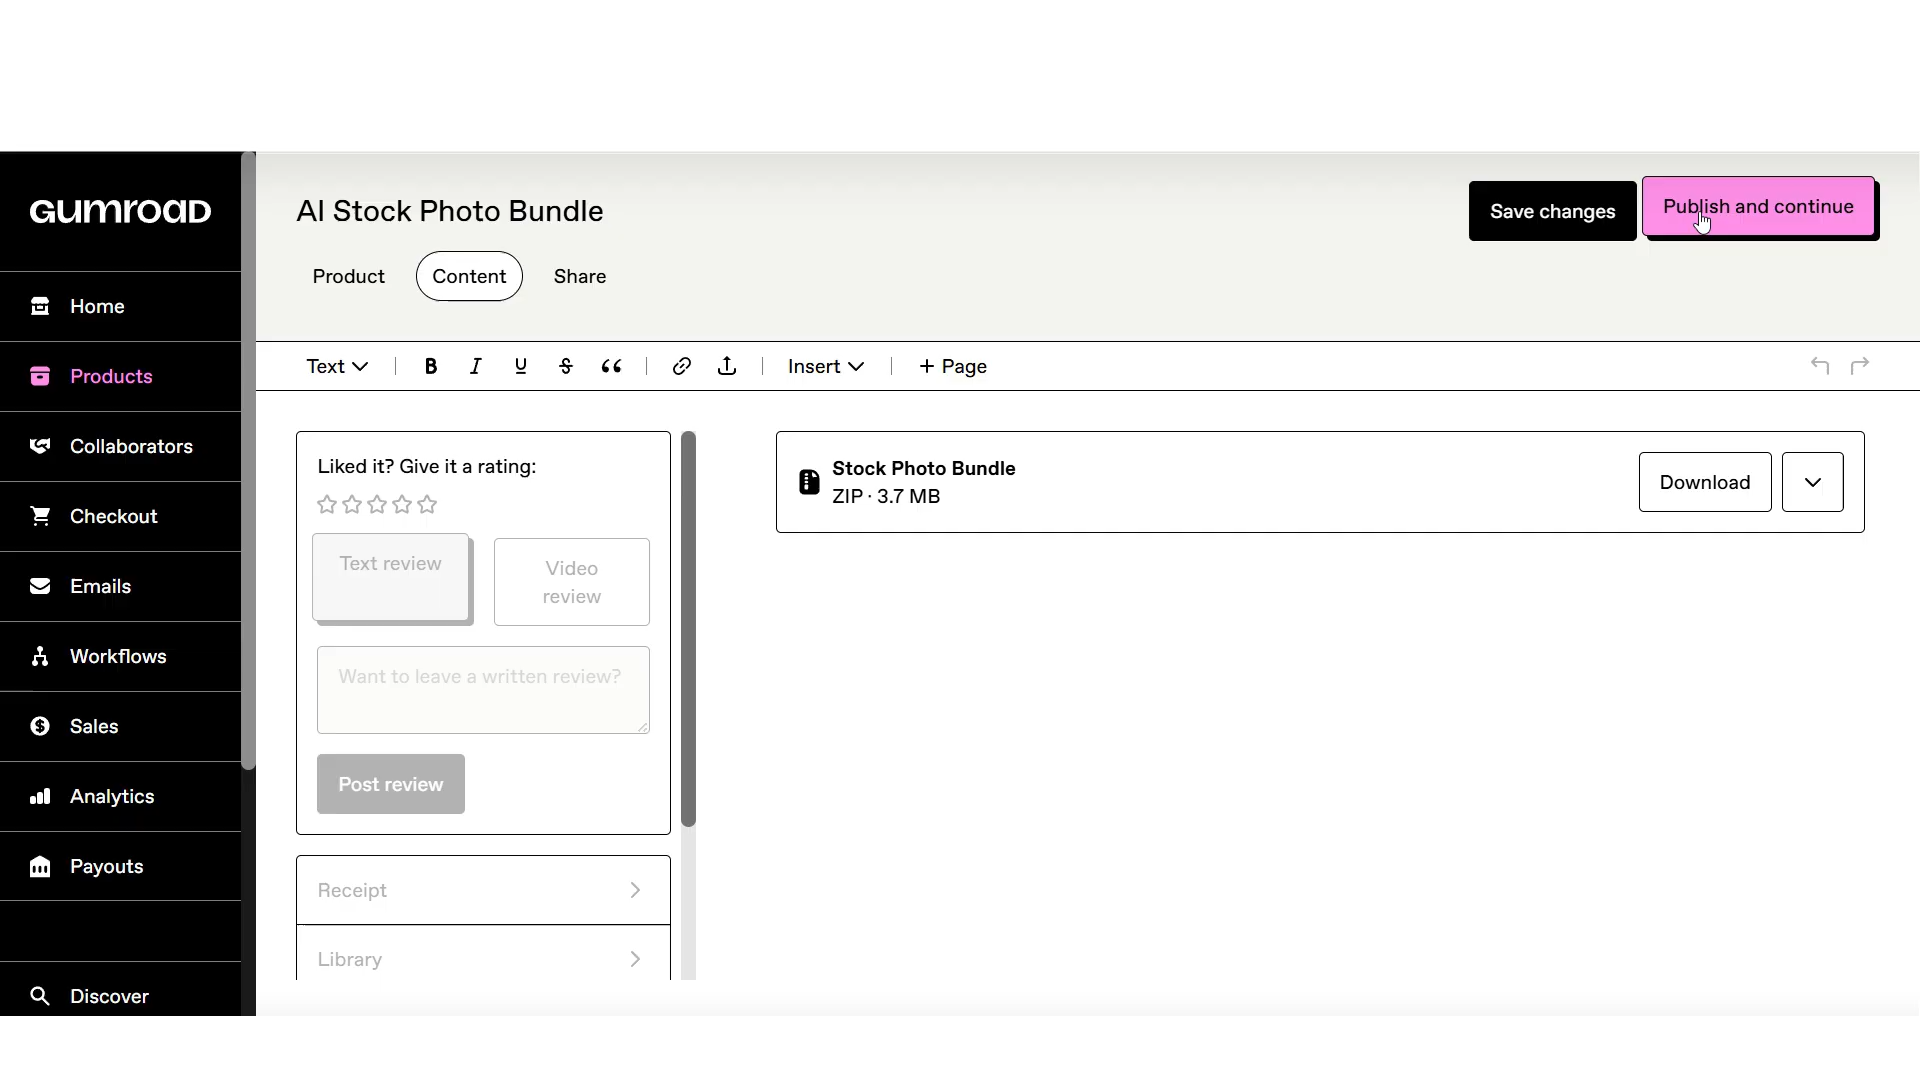 GUMROAD
Home
Products
Collaborators
Checkout
Emails
Workflows
Sales
Analytics
Payouts
Discover
AI Stock Photo Bundle
Save changes
Publish and continue
Product
Content
Share
Text
B
I
U
S
Insert
+ Page
Liked it? Give it a rating:
Text review
Video
review
Want to leave a written review?
Post review
Receipt
Library
Stock Photo Bundle
ZIP · 3.7 MB
Download